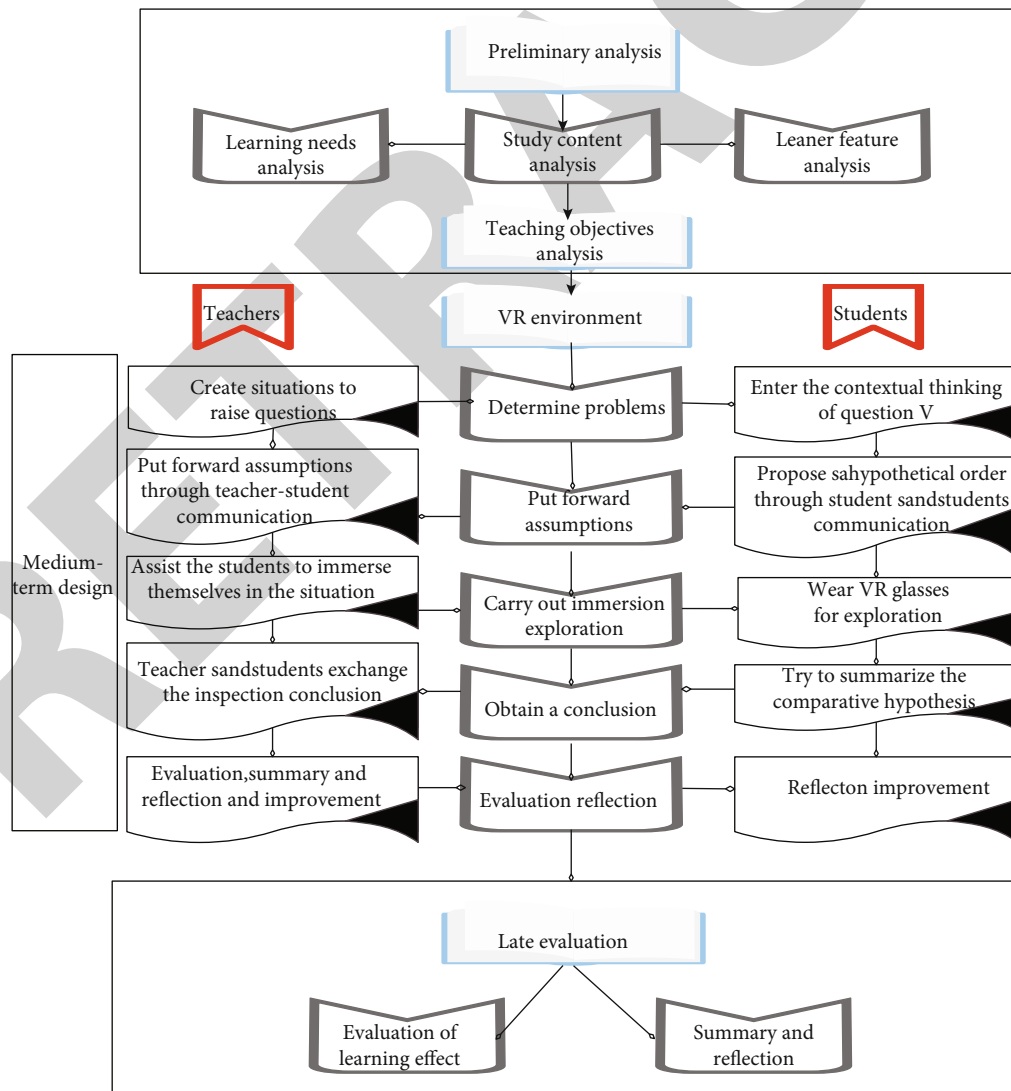 Preliminary analysis
Learning needs
analysis
Study content
analysis
Leaner feature
analysis
Teaching objectives
analysis
Teachers
VR environment
Students
Medium-
term design
Create situations to
raise questions
Determine problems
Enter the contextual thinking
of question V
Put forward assumptions
through teacher-student
communication
Put forward
assumptions
Propose sahypothetical order
through student sandstudents
communication
Assist the students to immerse
themselves in the situation
Carry out immersion
exploration
Wear VR glasses
for exploration
Teacher sandstudents exchange
the inspection conclusion
Obtain a conclusion
Try to summarize the
comparative hypothesis
Evaluation,summary and
reflection and improvement
Evaluation reflection
Reflecton improvement
Late evaluation
Evaluation of
learning effect
Summary and
reflection
RETRAC